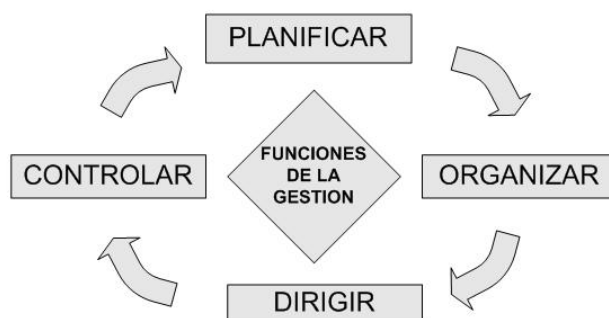 PLANIFICAR
CONTROLAR
FUNCIONES
DE LA
GESTION
ORGANIZAR
DIRIGIR